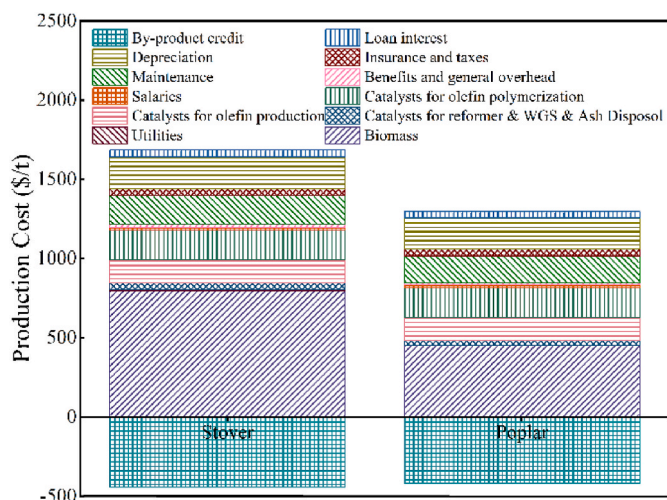 2500
2000
1500
1000
500
0
-500
Production Cost ($/t)
By-product credit
Loan interest
Depreciation
Insurance and taxes
Maintenance
Benefits and general overhead
Salaries
Catalysts for olefin polymerization
Catalysts for olefin production
Catalysts for reformer & WGS & Ash Disposol
Utilities
Biomass
Stover
Poplar